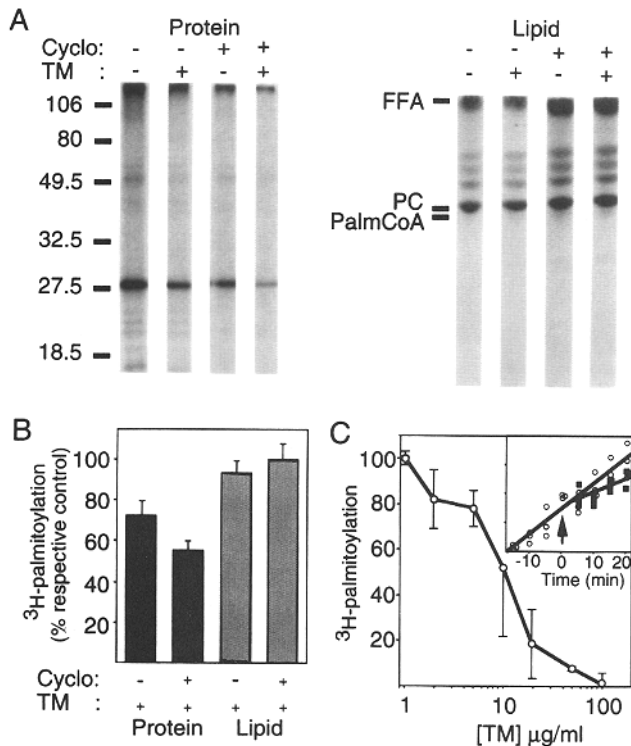 A
Protein
Cyclo: - - + +
TM : - + - +
106
80
49.5
32.5
27.5
18.5
Lipid
- - + +
- + - +
FFA
PC
PalmCoA
B
³H-palmitoylation
(% respective control)
100
80
60
40
20
Cyclo: - + - +
TM : + + + +
Protein Lipid
C
³H-palmitoylation
100
80
60
40
20
1 10 100
[TM] µg/ml
-10 0 10 20
Time (min)